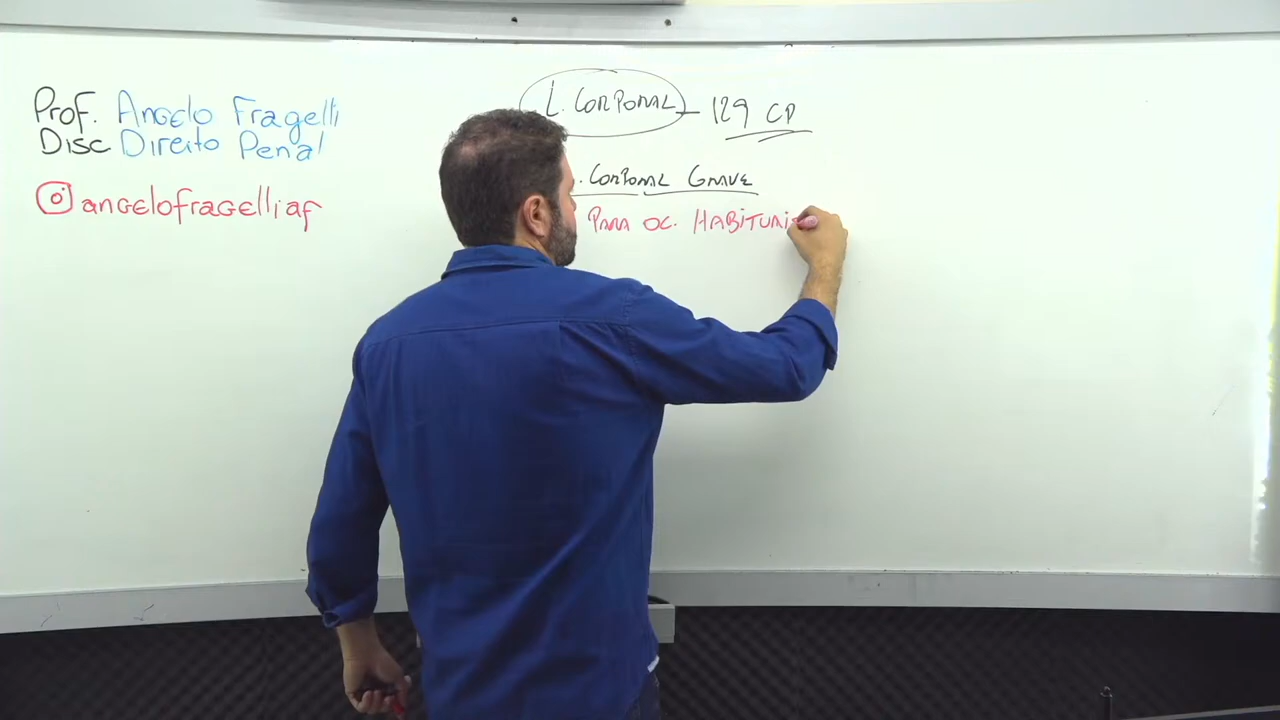 Prof. Angelo Fragelli
Disc Direito Penal
angelofragelliaf
L. CORPORAL - 129 CP
. CORPORAL GRAVE
PARA OC. HABITUAI